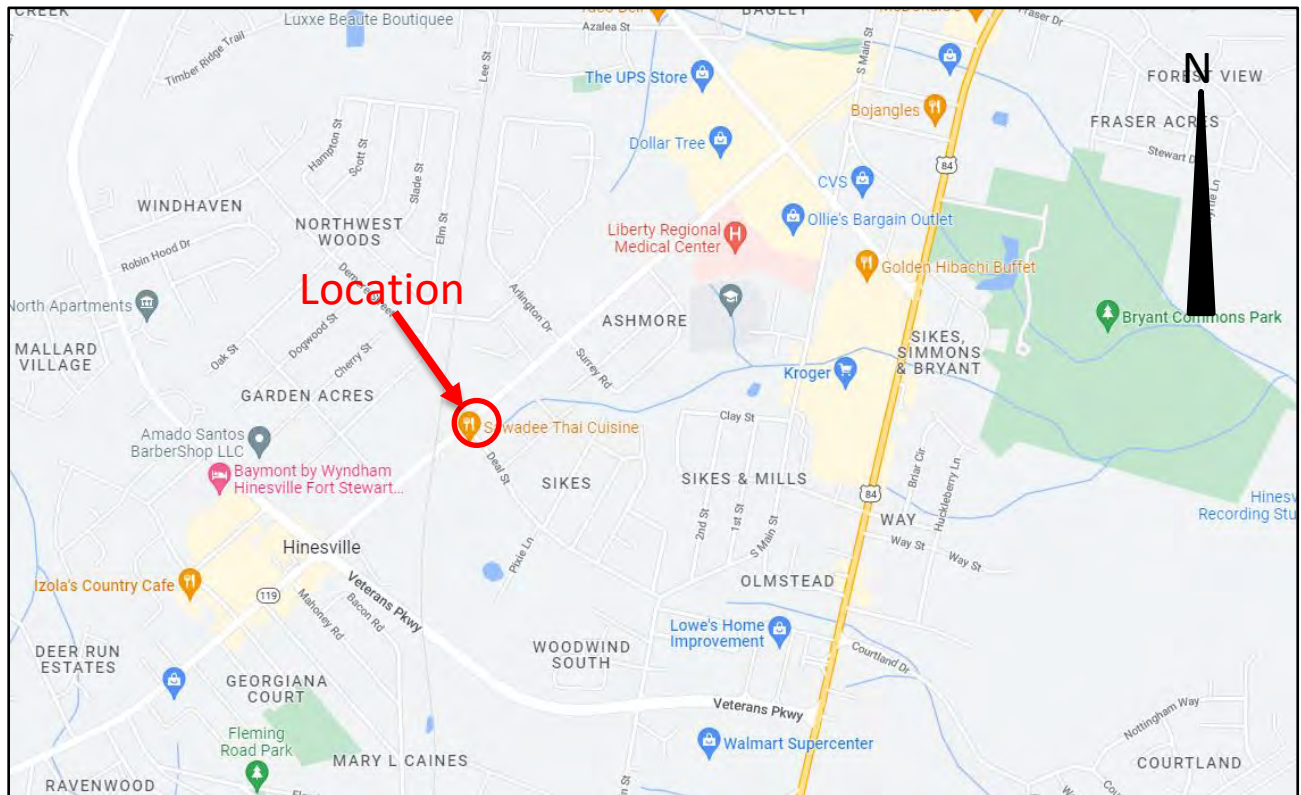 CREEK
Luxxe Beaute Boutiquee
Taco Bell
Azalea St
BAGLEY
McDonald's
Fraser Dr
Timber Ridge Trail
Lee St
S Main St
The UPS Store
N
FOREST VIEW
Bojangles
FRASER ACRES
Stewart D
Hampton St
Scott St
Slade St
Dollar Tree
84
CVS
WINDHAVEN
NORTHWEST
WOODS
Elm St
Ollie's Bargain Outlet
Liberty Regional
Medical Center
H
Robin Hood Dr
Golden Hibachi Buffet
Location
North Apartments
Arlington Dr
ASHMORE
Bryant Commons Park
MALLARD
VILLAGE
Oak St
Dogwood St
Cherry St
Surrey Rd
SIKES,
SIMMONS
& BRYANT
Kroger
GARDEN ACRES
Clay St
Sawadee Thai Cuisine
Amado Santos
BarberShop LLC
Deal St
Baymont by Wyndham
Hinesville Fort Stewart...
SIKES
SIKES & MILLS
Briar Cir
Huckleberry Ln
84
Hinesv
Recording Stu
WAY
2nd St
1st St
S Main St
Way St
Way St
Hinesville
Pixie Ln
Izola's Country Cafe
119
Veterans Pkwy
Mahoney Rd
Bacon Rd
OLMSTEAD
Lowe's Home
Improvement
DEER RUN
ESTATES
WOODWIND
SOUTH
Courtland Dr
GEORGIANA
COURT
Veterans Pkwy
Nottingham Way
Fleming
Road Park
Walmart Supercenter
MARY L CAINES
COURTLAND
RAVENWOOD